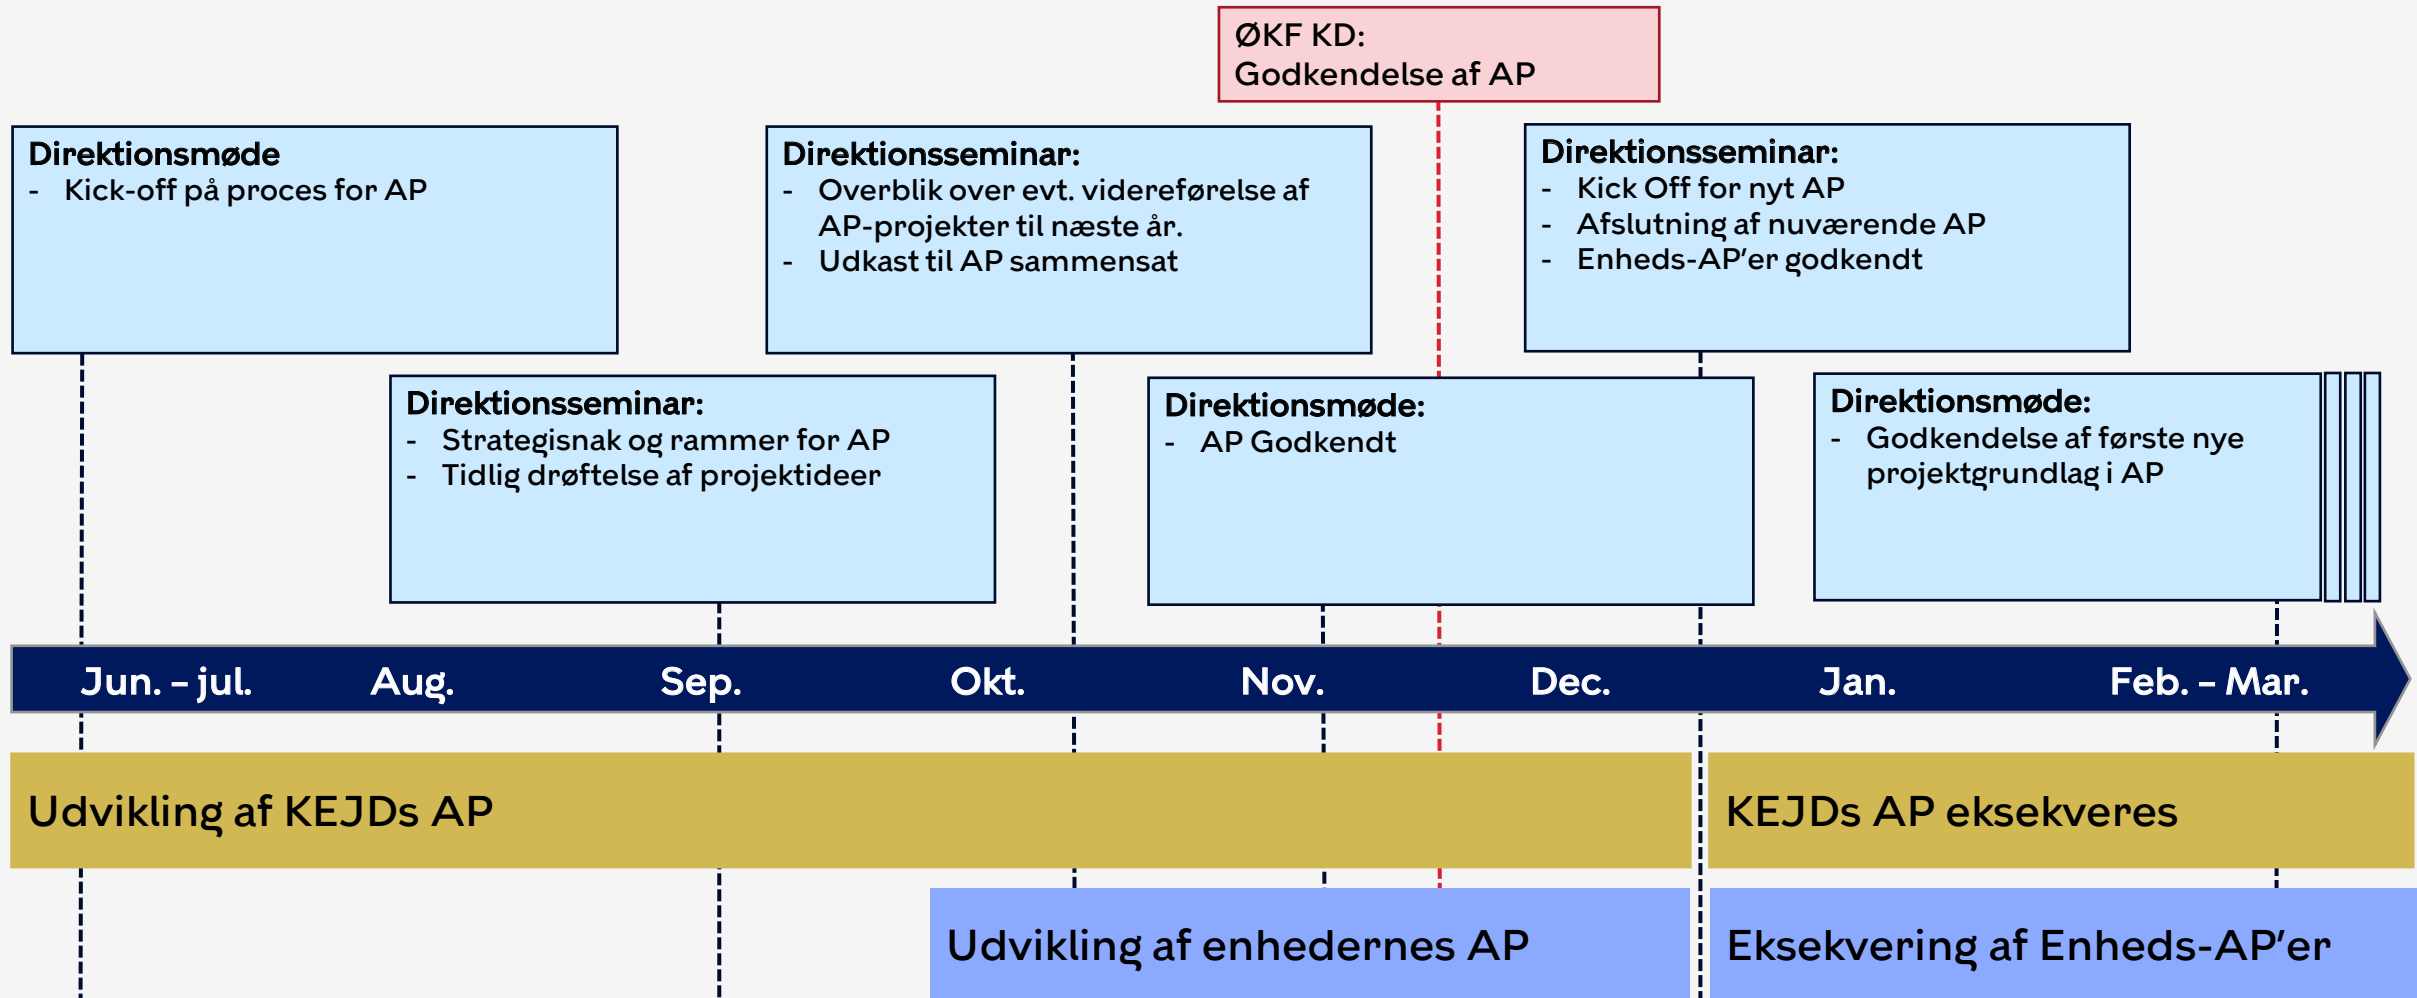 ØKF KD:
Godkendelse af AP
Direktionsmøde
- Kick-off på proces for AP
Direktionsseminar:
- Overblik over evt. videreførelse af
AP-projekter til næste år.
- Udkast til AP sammensat
Direktionsseminar:
- Kick Off for nyt AP
- Afslutning af nuværende AP
- Enheds-AP’er godkendt
Direktionsseminar:
- Strategisnak og rammer for AP
- Tidlig drøftelse af projektideer
Direktionsmøde:
- AP Godkendt
Direktionsmøde:
- Godkendelse af første nye
projektgrundlag i AP
Jun. – jul. Aug. Sep. Okt. Nov. Dec. Jan. Feb. – Mar.
Udvikling af KEJDs AP
KEJDs AP eksekveres
Udvikling af enhedernes AP
Eksekvering af Enheds-AP’er